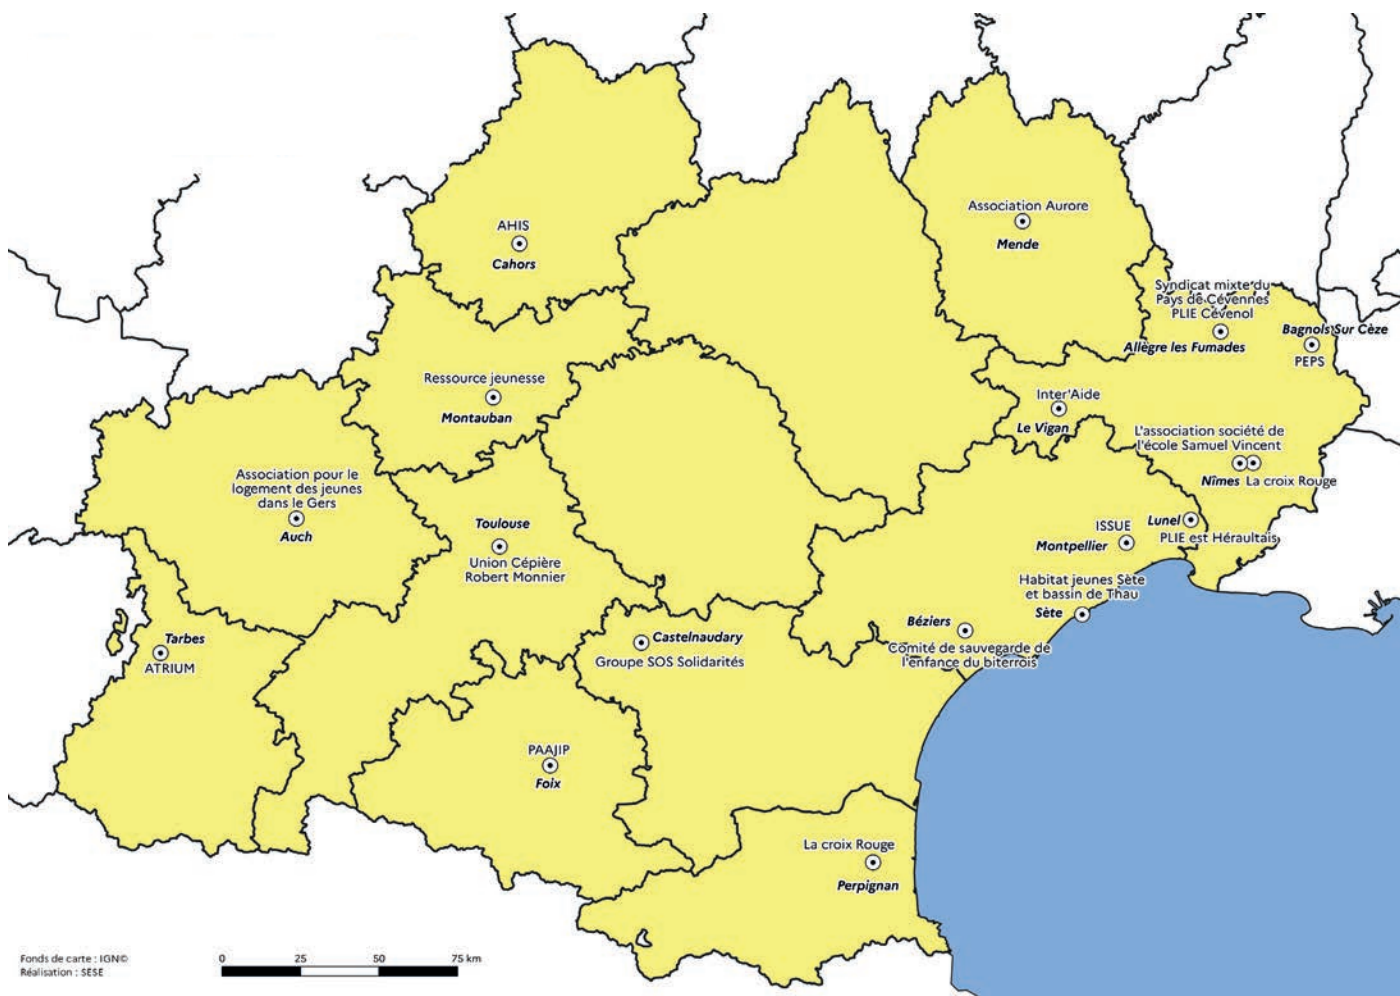 Association Aurore
Mende
AHIS
Cahors
Syndicat mixte du
Pays de Cévennes
PLIE Cévenol
Allègre les Fumades
Bagnols Sur Cèze
PEPS
Ressource jeunesse
Montauban
Inter'Aide
Le Vigan
L'association société de
l'école Samuel Vincent
Nîmes La croix Rouge
Association pour le
logement des jeunes
dans le Gers
Auch
Toulouse
Union Cépière
Robert Monnier
ISSUE
Montpellier
Lunel
PLIE est Héraultais
Habitat jeunes Sète
et bassin de Thau
Sète
Béziers
Comité de sauvegarde de
l'enfance du biterrois
Tarbes
ATRIUM
Castelnaudary
Groupe SOS Solidarités
PAAJIP
Foix
La croix Rouge
Perpignan
Fonds de carte : IGN©
Réalisation : SESE
0 25 50 75 km